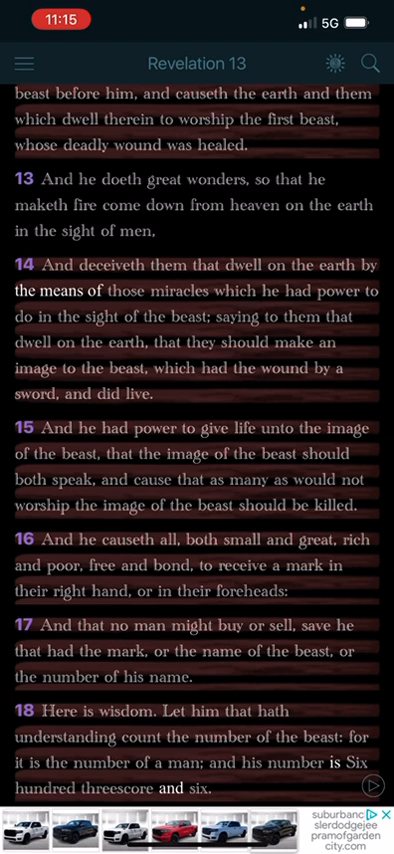 11:15
5G
Revelation 13
beast before him, and causeth the earth and them
which dwell therein to worship the first beast,
whose deadly wound was healed.
13 And he doeth great wonders, so that he
maketh fire come down from heaven on the earth
in the sight of men,
14 And deceiveth them that dwell on the earth by
the means of those miracles which he had power to
do in the sight of the beast; saying to them that
dwell on the earth, that they should make an
image to the beast, which had the wound by a
sword, and did live.
15 And he had power to give life unto the image
of the beast, that the image of the beast should
both speak, and cause that as many as would not
worship the image of the beast should be killed.
16 And he causeth all, both small and great, rich
and poor, free and bond, to receive a mark in
their right hand, or in their foreheads:
17 And that no man might buy or sell, save he
that had the mark, or the name of the beast, or
the number of his name.
18 Here is wisdom. Let him that hath
understanding count the number of the beast: for
it is the number of a man; and his number is Six
hundred threescore and six.
suburbanc
slerdodgejee
pramofgarden
city.com